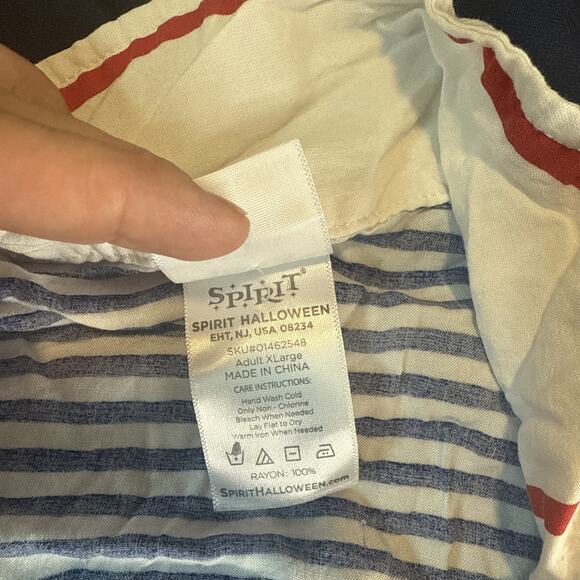 SPIRIT®
SPIRIT HALLOWEEN
EHT, NJ, USA 08234
SKU#01462548
Adult XLarge
MADE IN CHINA
CARE INSTRUCTIONS:
Hand Wash Cold
Only Non - Chlorine
Bleach When Needed
Lay Flat to Dry
Warm Iron When Needed
RAYON: 100%
SPIRITHALLOWEEN.com